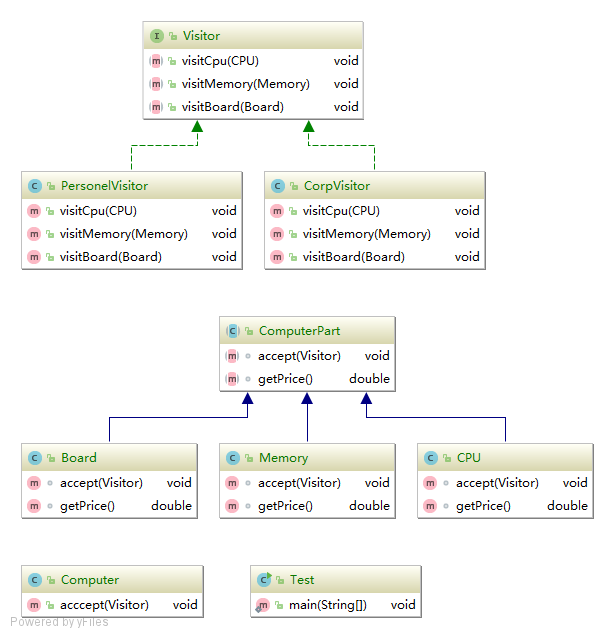 I Visitor
m visitCpu(CPU) void
m visitMemory(Memory) void
m visitBoard(Board) void
C PersonelVisitor
m visitCpu(CPU) void
m visitMemory(Memory) void
m visitBoard(Board) void
C CorpVisitor
m visitCpu(CPU) void
m visitMemory(Memory) void
m visitBoard(Board) void
C ComputerPart
m accept(Visitor) void
m getPrice() double
C Board
m accept(Visitor) void
m getPrice() double
C Memory
m accept(Visitor) void
m getPrice() double
C CPU
m accept(Visitor) void
m getPrice() double
C Computer
m acccept(Visitor) void
C Test
m main(String[]) void
Powered by yFiles